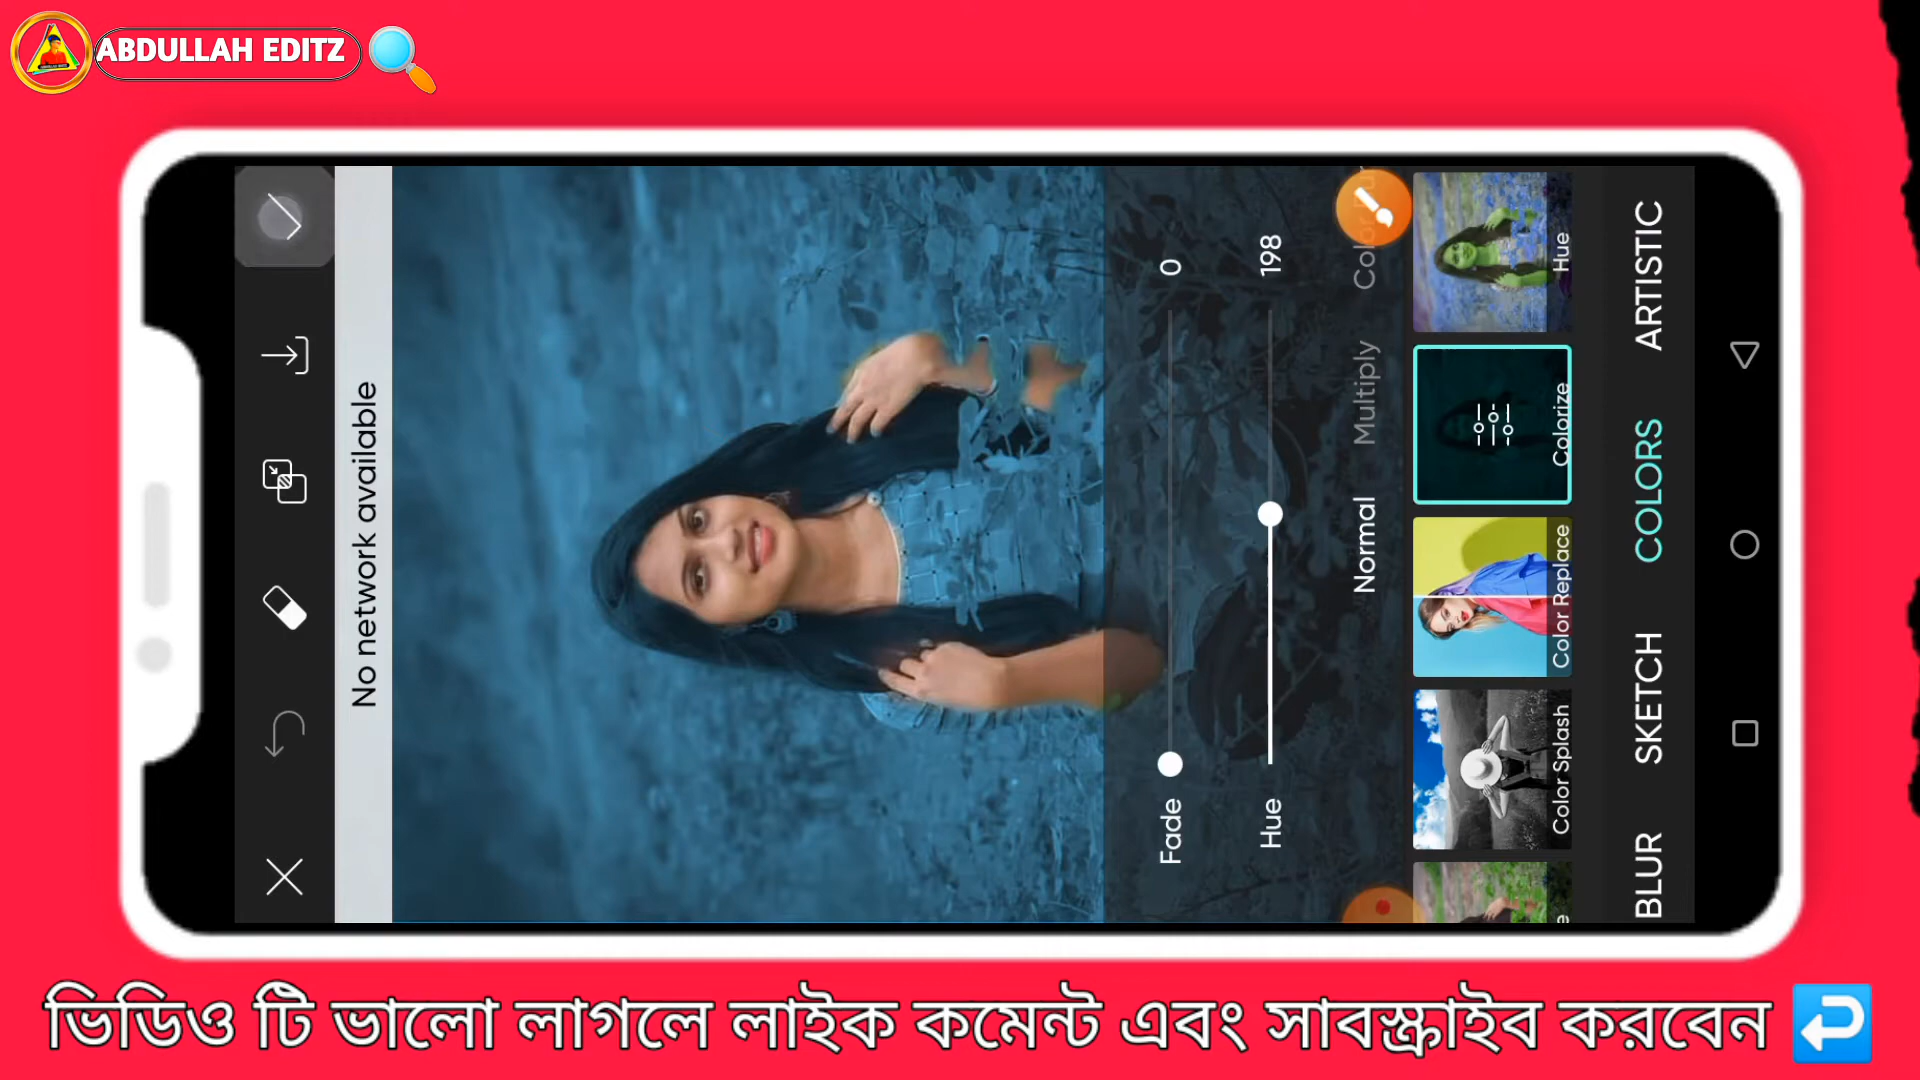 ABDULLAH EDITZ
No network available
Fade 0
Hue 198
Normal Multiply
Hue
Colorize
Color Replace
Color Splash
BLUR SKETCH COLORS ARTISTIC
ভিডিও টি ভালো লাগলে লাইক কমেন্ট এবং সাবস্ক্রাইব করবেন